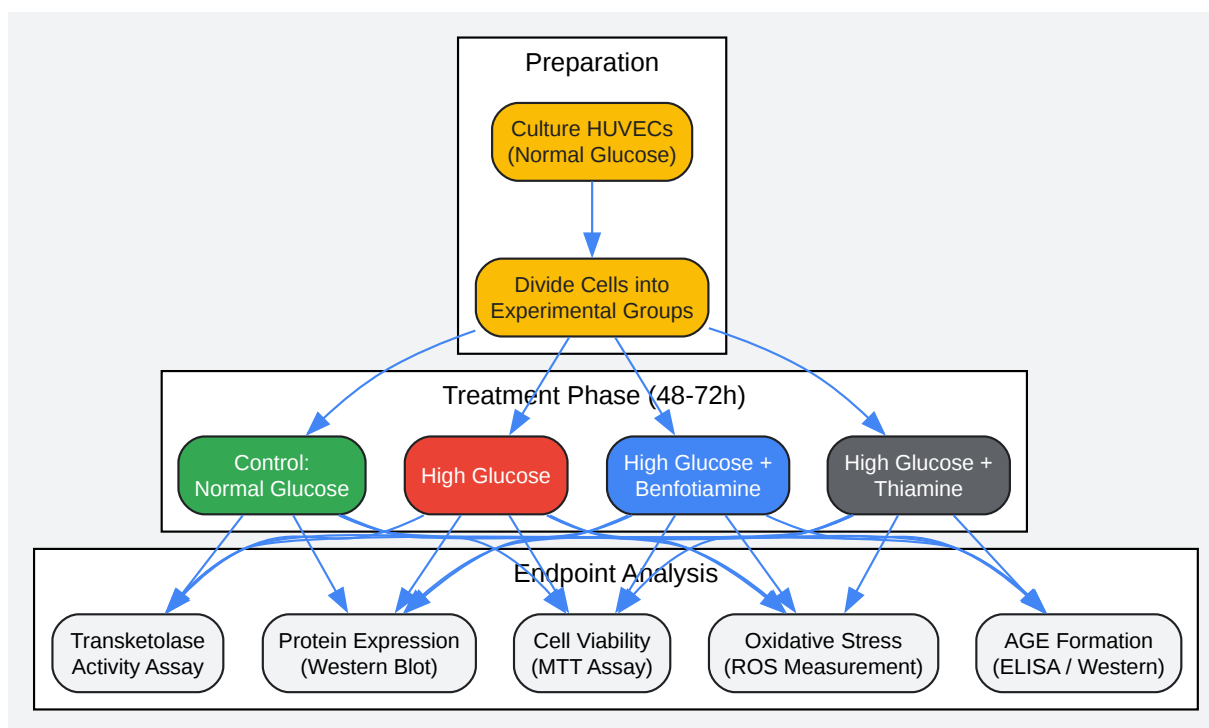 Preparation
Culture HUVECs
(Normal Glucose)
Divide Cells into
Experimental Groups
Treatment Phase (48-72h)
Control:
Normal Glucose
High Glucose
High Glucose +
Benfotiamine
High Glucose +
Thiamine
Endpoint Analysis
Transketolase
Activity Assay
Protein Expression
(Western Blot)
Cell Viability
(MTT Assay)
Oxidative Stress
(ROS Measurement)
AGE Formation
(ELISA / Western)